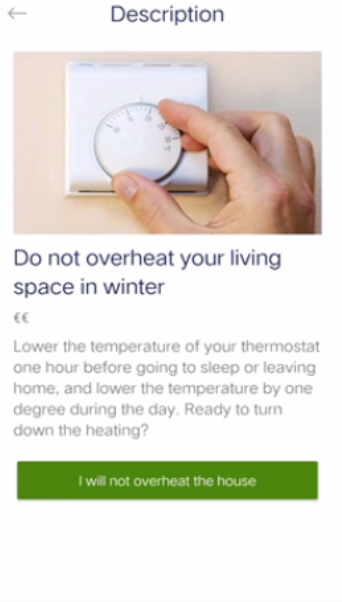 Description
Do not overheat your living
space in winter
€€
Lower the temperature of your thermostat
one hour before going to sleep or leaving
home, and lower the temperature by one
degree during the day. Ready to turn
down the heating?
I will not overheat the house